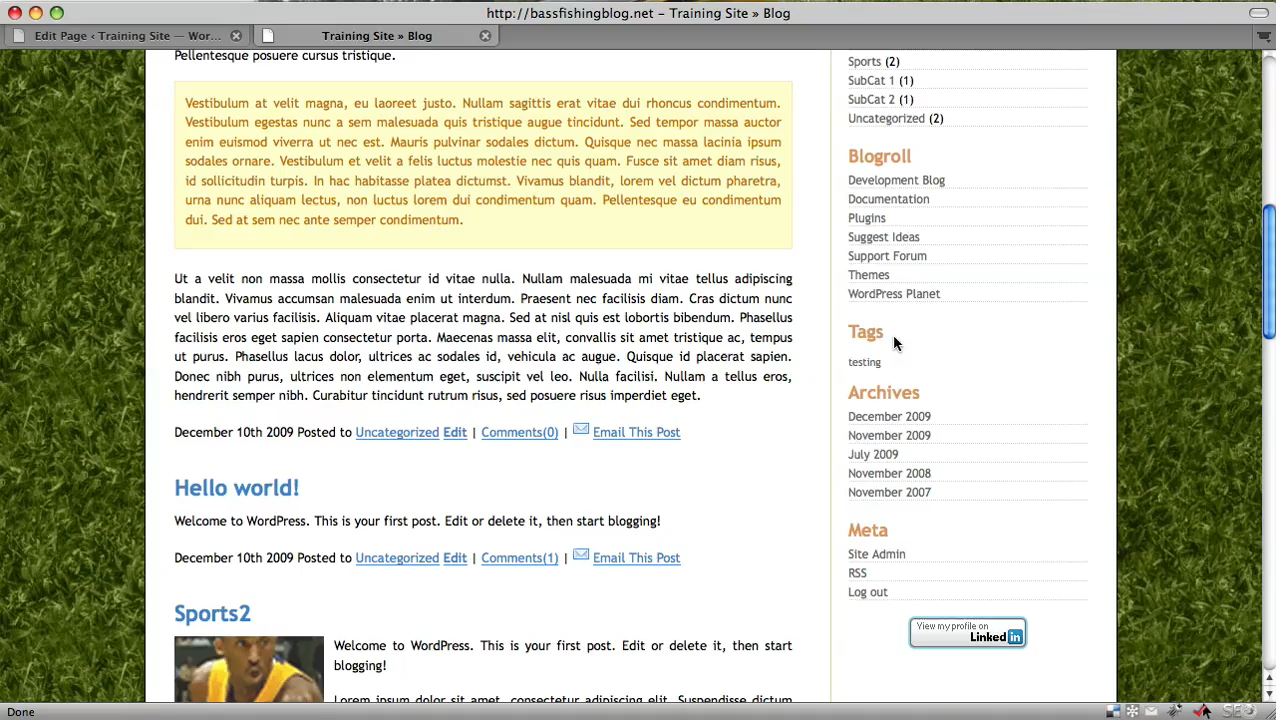 http://bassfishingblog.net – Training Site » Blog
Edit Page ‹ Training Site — Wor...
Training Site » Blog
Pellentesque posuere cursus tristique.
Vestibulum at velit magna, eu laoreet justo. Nullam sagittis erat vitae dui rhoncus condimentum.
Vestibulum egestas nunc a sem malesuada quis tristique augue tincidunt. Sed tempor massa auctor
enim euismod viverra ut nec est. Mauris pulvinar sodales dictum. Quisque nec massa lacinia ipsum
sodales ornare. Vestibulum et velit a felis luctus molestie nec quis quam. Fusce sit amet diam risus,
id sollicitudin turpis. In hac habitasse platea dictumst. Vivamus blandit, lorem vel dictum pharetra,
urna nunc aliquam lectus, non luctus lorem dui condimentum quam. Pellentesque eu condimentum
dui. Sed at sem nec ante semper condimentum.
Ut a velit non massa mollis consectetur id vitae nulla. Nullam malesuada mi vitae tellus adipiscing
blandit. Vivamus accumsan malesuada enim ut interdum. Praesent nec facilisis diam. Cras dictum nunc
vel libero varius facilisis. Aliquam vitae placerat magna. Sed at nisl quis est lobortis bibendum. Phasellus
facilisis eros eget sapien consectetur porta. Maecenas massa elit, convallis sit amet tristique ac, tempus
ut purus. Phasellus lacus dolor, ultrices ac sodales id, vehicula ac augue. Quisque id placerat sapien.
Donec nibh purus, ultrices non elementum eget, suscipit vel leo. Nulla facilisi. Nullam a tellus eros,
hendrerit semper nibh. Curabitur tincidunt rutrum risus, sed posuere risus imperdiet eget.
December 10th 2009 Posted to Uncategorized Edit | Comments(0) | Email This Post
Hello world!
Welcome to WordPress. This is your first post. Edit or delete it, then start blogging!
December 10th 2009 Posted to Uncategorized Edit | Comments(1) | Email This Post
Sports2
Welcome to WordPress. This is your first post. Edit or delete it, then start
blogging!
Lorem ipsum dolor sit amet, consectetur adipiscing elit. Suspendisse dictum
Sports (2)
SubCat 1 (1)
SubCat 2 (1)
Uncategorized (2)
Blogroll
Development Blog
Documentation
Plugins
Suggest Ideas
Support Forum
Themes
WordPress Planet
Tags
testing
Archives
December 2009
November 2009
July 2009
November 2008
November 2007
Meta
Site Admin
RSS
Log out
View my profile on
Linked in
Done